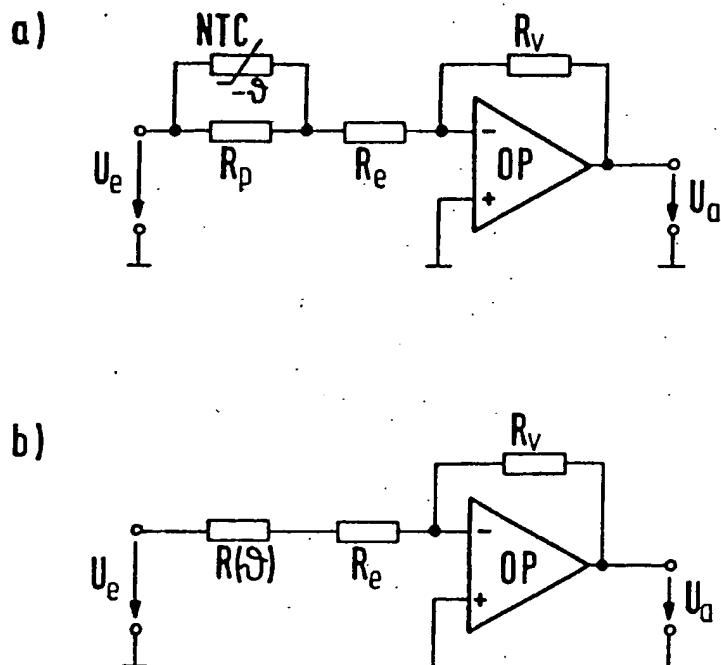 a)
NTC
-ϑ
R_v
U_e
R_p
R_e
-
+
OP
U_a
b)
R_v
U_e
R(ϑ)
R_e
-
+
OP
U_a